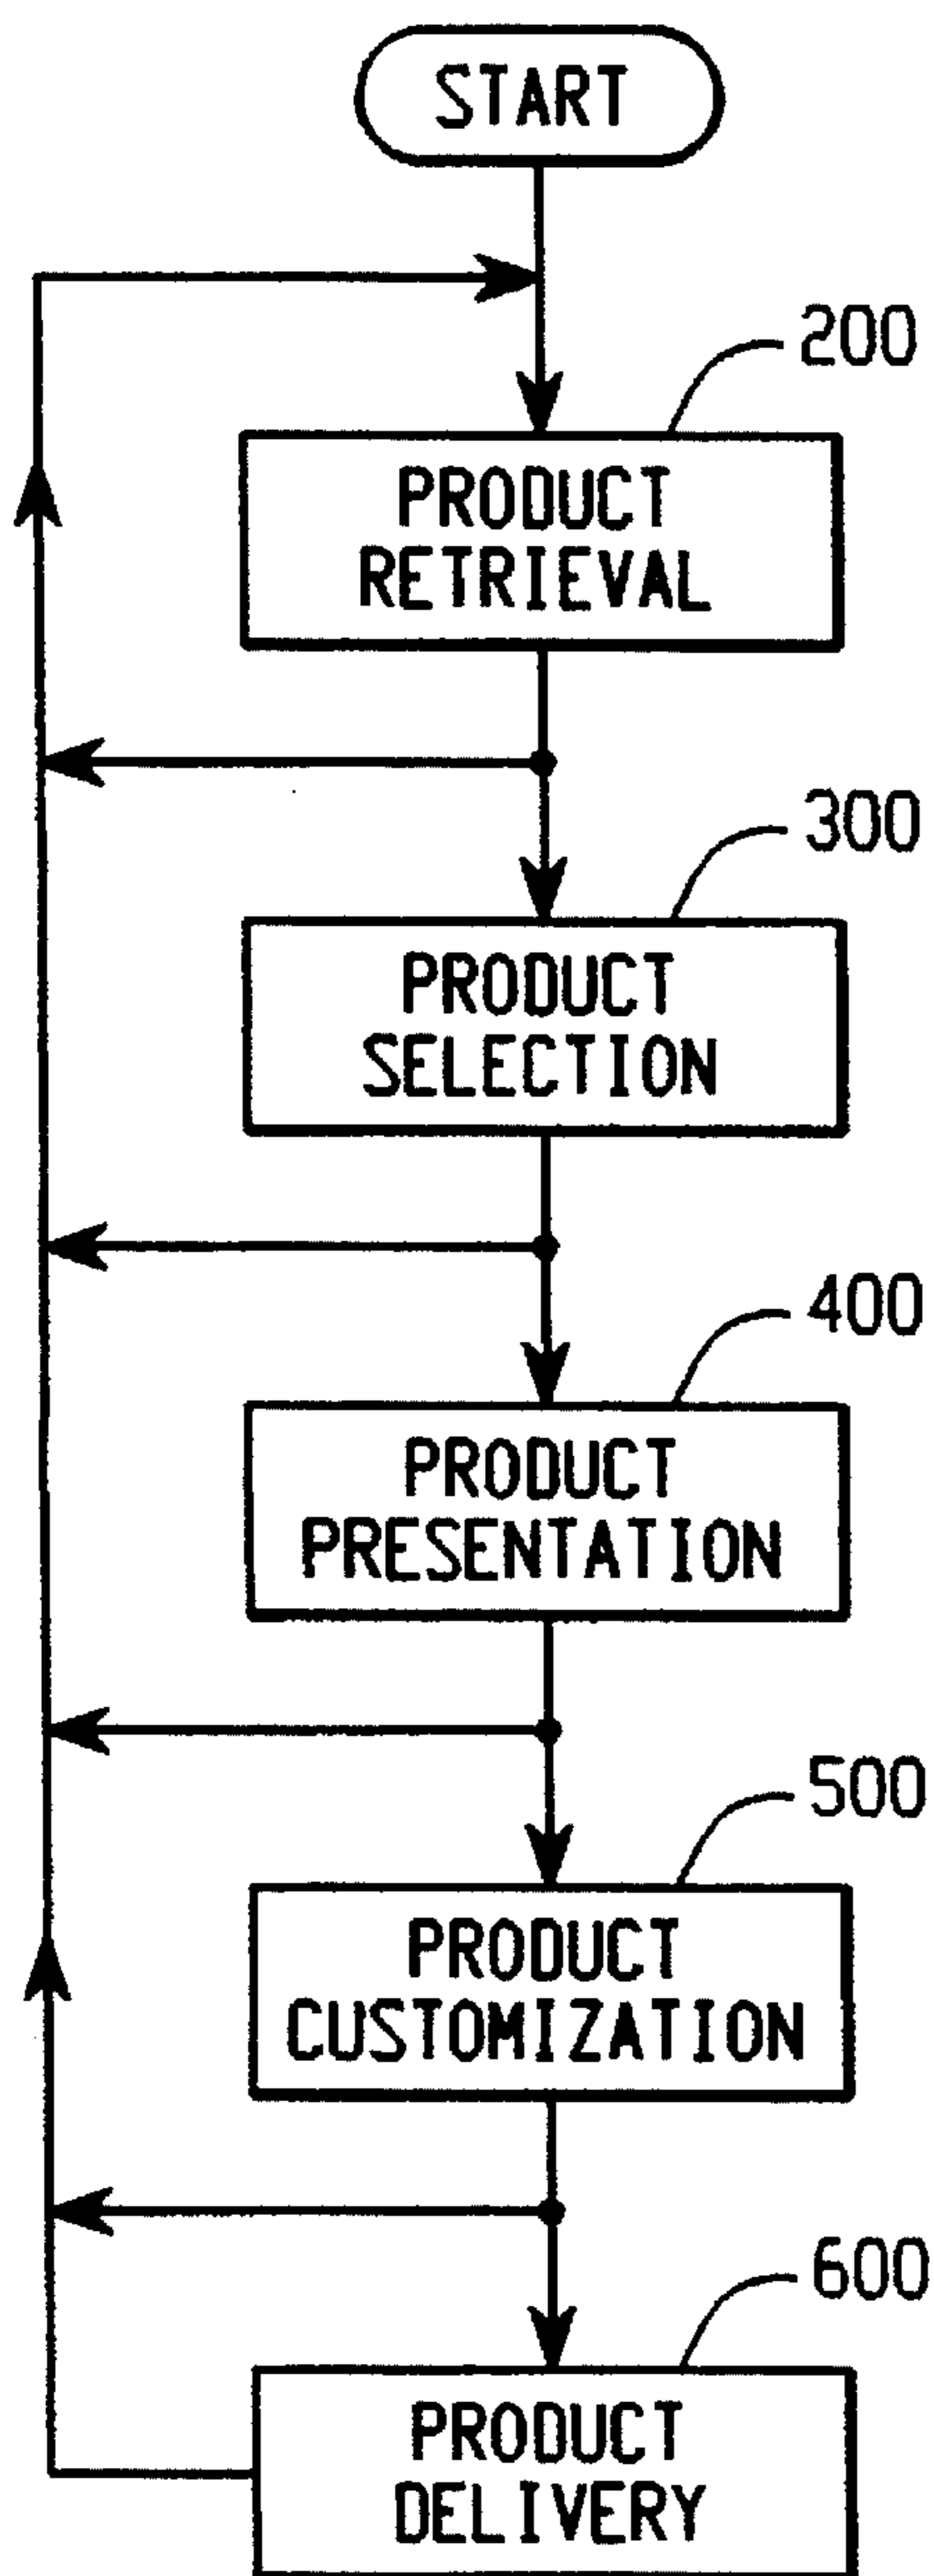 START
200
PRODUCT
RETRIEVAL
300
PRODUCT
SELECTION
400
PRODUCT
PRESENTATION
500
PRODUCT
CUSTOMIZATION
600
PRODUCT
DELIVERY